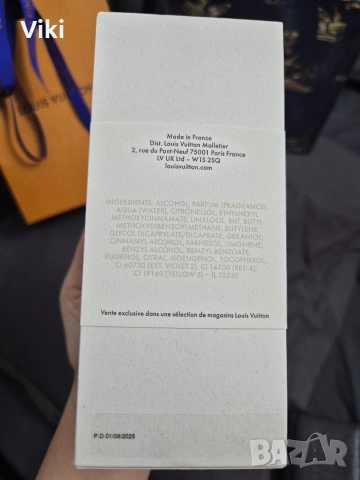 Viki
LOUIS VUITTON
Made in France
Dist. Louis Vuitton Malletier
2, rue du Pont-Neuf 75001 Paris France
LV UK Ltd – W1S 2SQ
louisvuitton.com
INGREDIENTS: ALCOHOL, PARFUM (FRAGRANCE),
AQUA (WATER), CITRONELLOL, ETHYLHEXYL
METHOXYCINNAMATE, LINALOOL, BHT, BUTYL
METHOXYDIBENZOYLMETHANE, BUTYLENE
GLYCOL DICAPRYLATE/DICAPRATE, GERANIOL,
CINNAMYL ALCOHOL, FARNESOL, LIMONENE,
BENZYL ALCOHOL, BENZYL BENZOATE,
EUGENOL, CITRAL, ISOEUGENOL, TOCOPHEROL,
CI 60730 (EXT. VIOLET 2), CI 14700 (RED 4),
CI 19140 (YELLOW 5) – IL 13539
Vente exclusive dans une sélection de magasins Louis Vuitton
P.D 01/08/2025
BAZAR